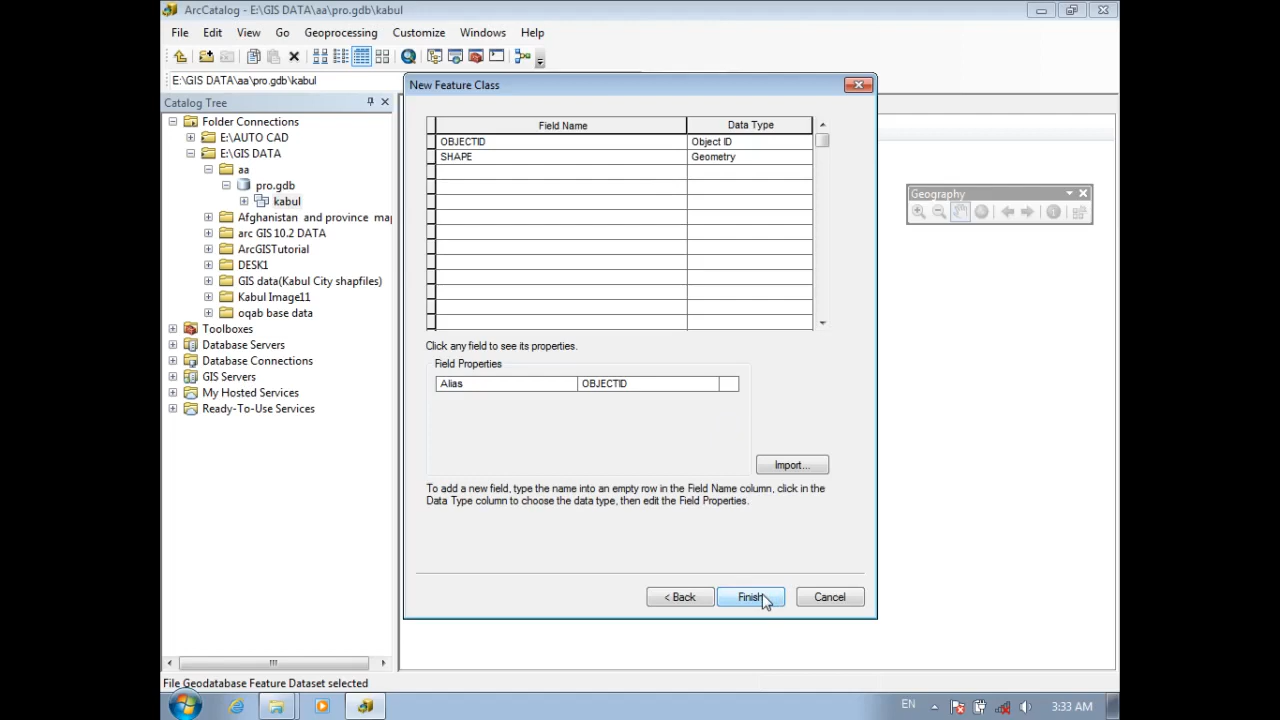 ArcCatalog - E:\GIS DATA\aa\pro.gdb\kabul
File Edit View Go Geoprocessing Customize Windows Help
E:\GIS DATA\aa\pro.gdb\kabul
Catalog Tree
Folder Connections
E:\AUTO CAD
E:\GIS DATA
aa
pro.gdb
kabul
Afghanistan and province ma
arc GIS 10.2 DATA
ArcGISTutorial
DESK1
GIS data(Kabul City shapfiles)
Kabul Image11
oqab base data
Toolboxes
Database Servers
Database Connections
GIS Servers
My Hosted Services
Ready-To-Use Services
New Feature Class
Field Name Data Type
OBJECTID Object ID
SHAPE Geometry
Click any field to see its properties.
Field Properties
Alias OBJECTID
Import...
To add a new field, type the name into an empty row in the Field Name column, click in the
Data Type column to choose the data type, then edit the Field Properties.
< Back Finish Cancel
Geography
File Geodatabase Feature Dataset selected
EN 3:33 AM